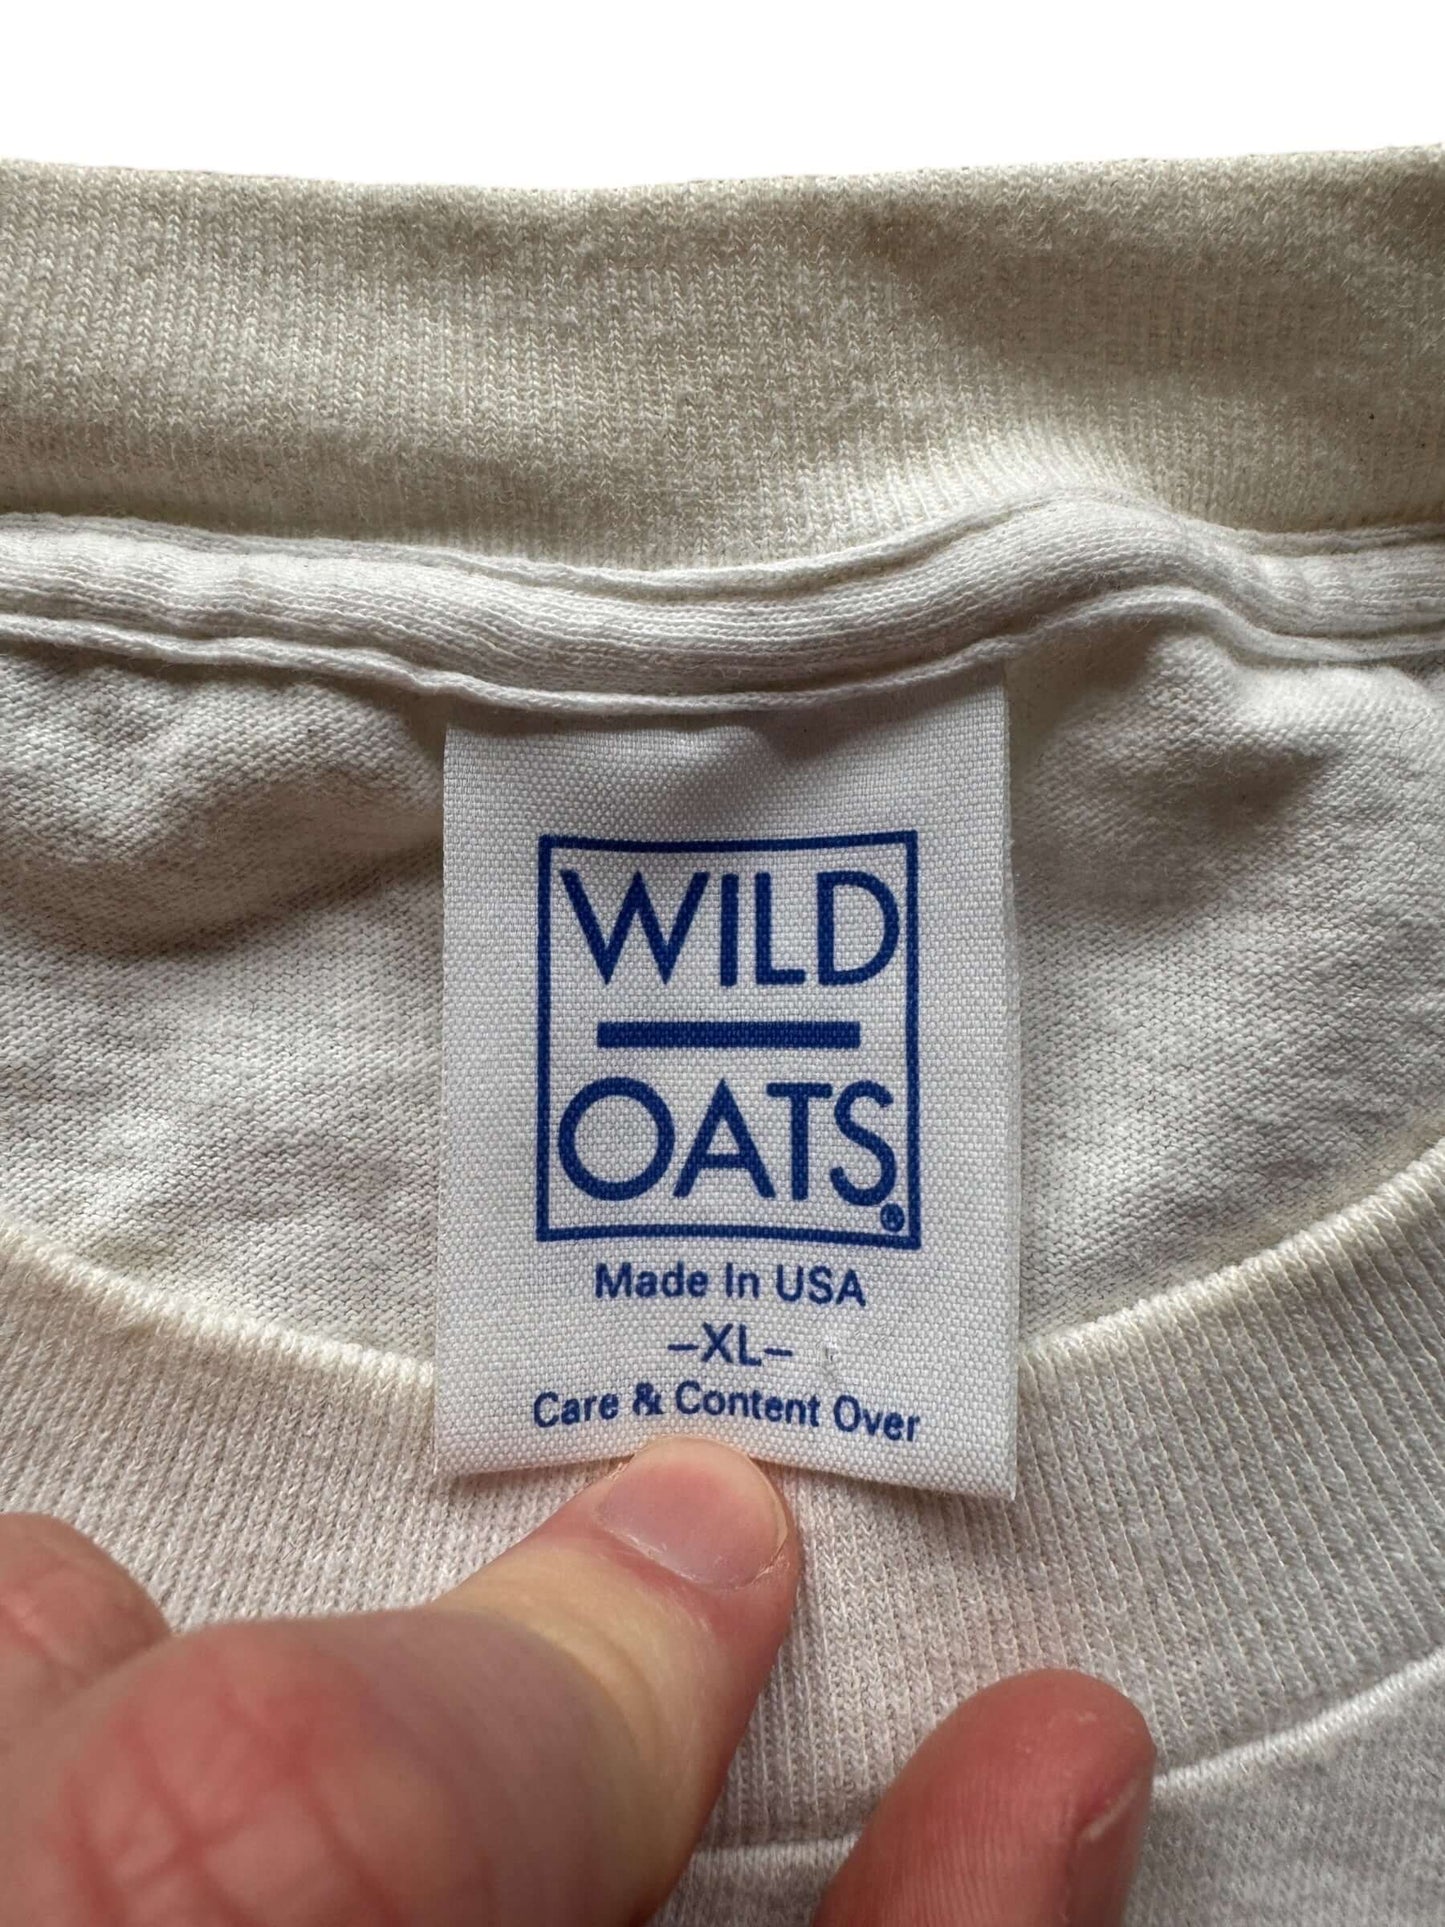 WILD
OATS®
Made In USA
–XL–
Care & Content Over